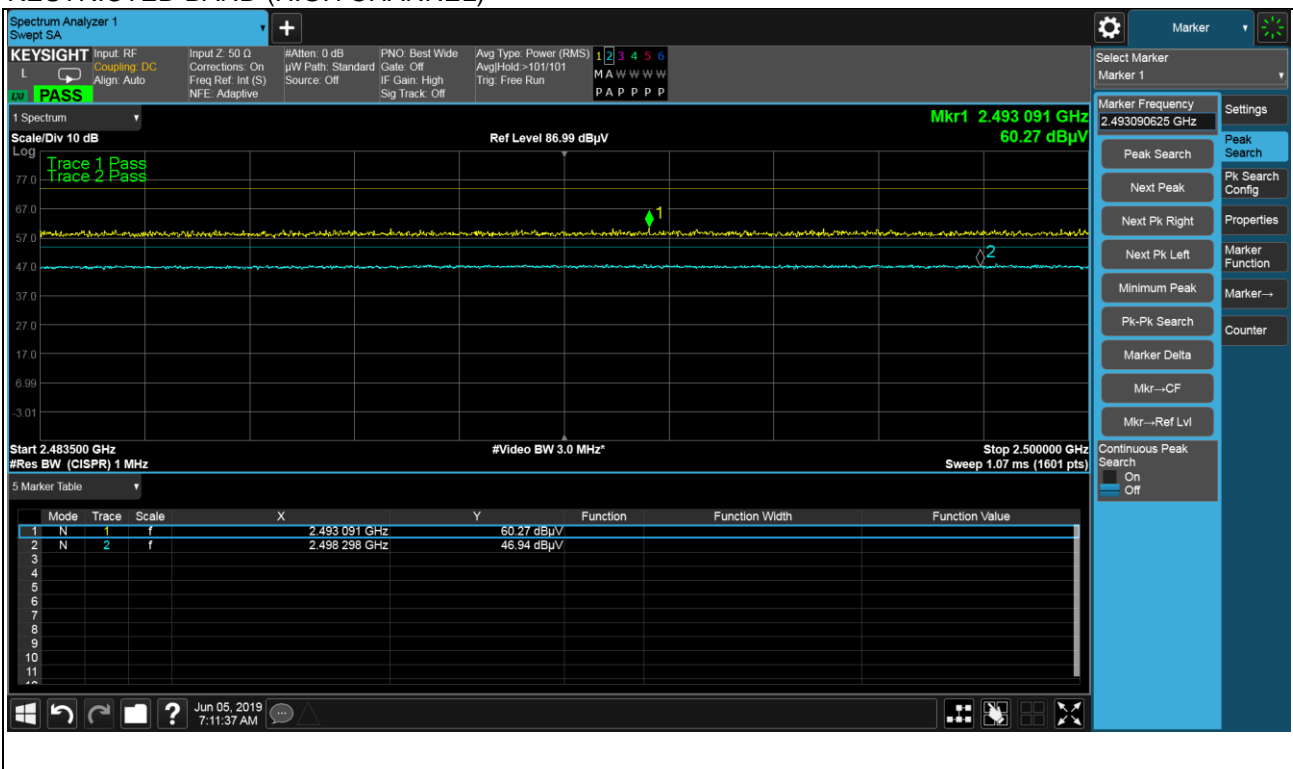 RESTRICTED BAND (HIGH CHANNEL)
Spectrum Analyzer 1
Swept SA
+
Marker
KEYSIGHT
L
LXI
PASS
Input: RF
Coupling: DC
Align: Auto
Input Z: 50 Ω
Corrections: On
Freq Ref: Int (S)
NFE: Adaptive
#Atten: 0 dB
µW Path: Standard
Source: Off
PNO: Best Wide
Gate: Off
IF Gain: High
Sig Track: Off
Avg Type: Power (RMS)
Avg|Hold:>101/101
Trig: Free Run
1 2 3 4 5 6
M A W W W W
P A P P P P
Select Marker
Marker 1
1 Spectrum
Scale/Div 10 dB
Ref Level 86.99 dBµV
Mkr1 2.493 091 GHz
60.27 dBµV
Log
Trace 1 Pass
Trace 2 Pass
77.0
67.0
57.0
47.0
37.0
27.0
17.0
6.99
-3.01
1
2
Start 2.483500 GHz
#Video BW 3.0 MHz*
Stop 2.500000 GHz
#Res BW (CISPR) 1 MHz
Sweep 1.07 ms (1601 pts)
5 Marker Table
Mode Trace Scale X Y Function Function Width Function Value
1 N 1 f 2.493 091 GHz 60.27 dBµV
2 N 2 f 2.498 298 GHz 46.94 dBµV
3
4
5
6
7
8
9
10
11
Marker Frequency
2.493090625 GHz
Peak Search
Next Peak
Next Pk Right
Next Pk Left
Minimum Peak
Pk-Pk Search
Marker Delta
Mkr→CF
Mkr→Ref Lvl
Continuous Peak
Search
On
Off
Settings
Peak
Search
Pk Search
Config
Properties
Marker
Function
Marker→
Counter
?
Jun 05, 2019
7:11:37 AM